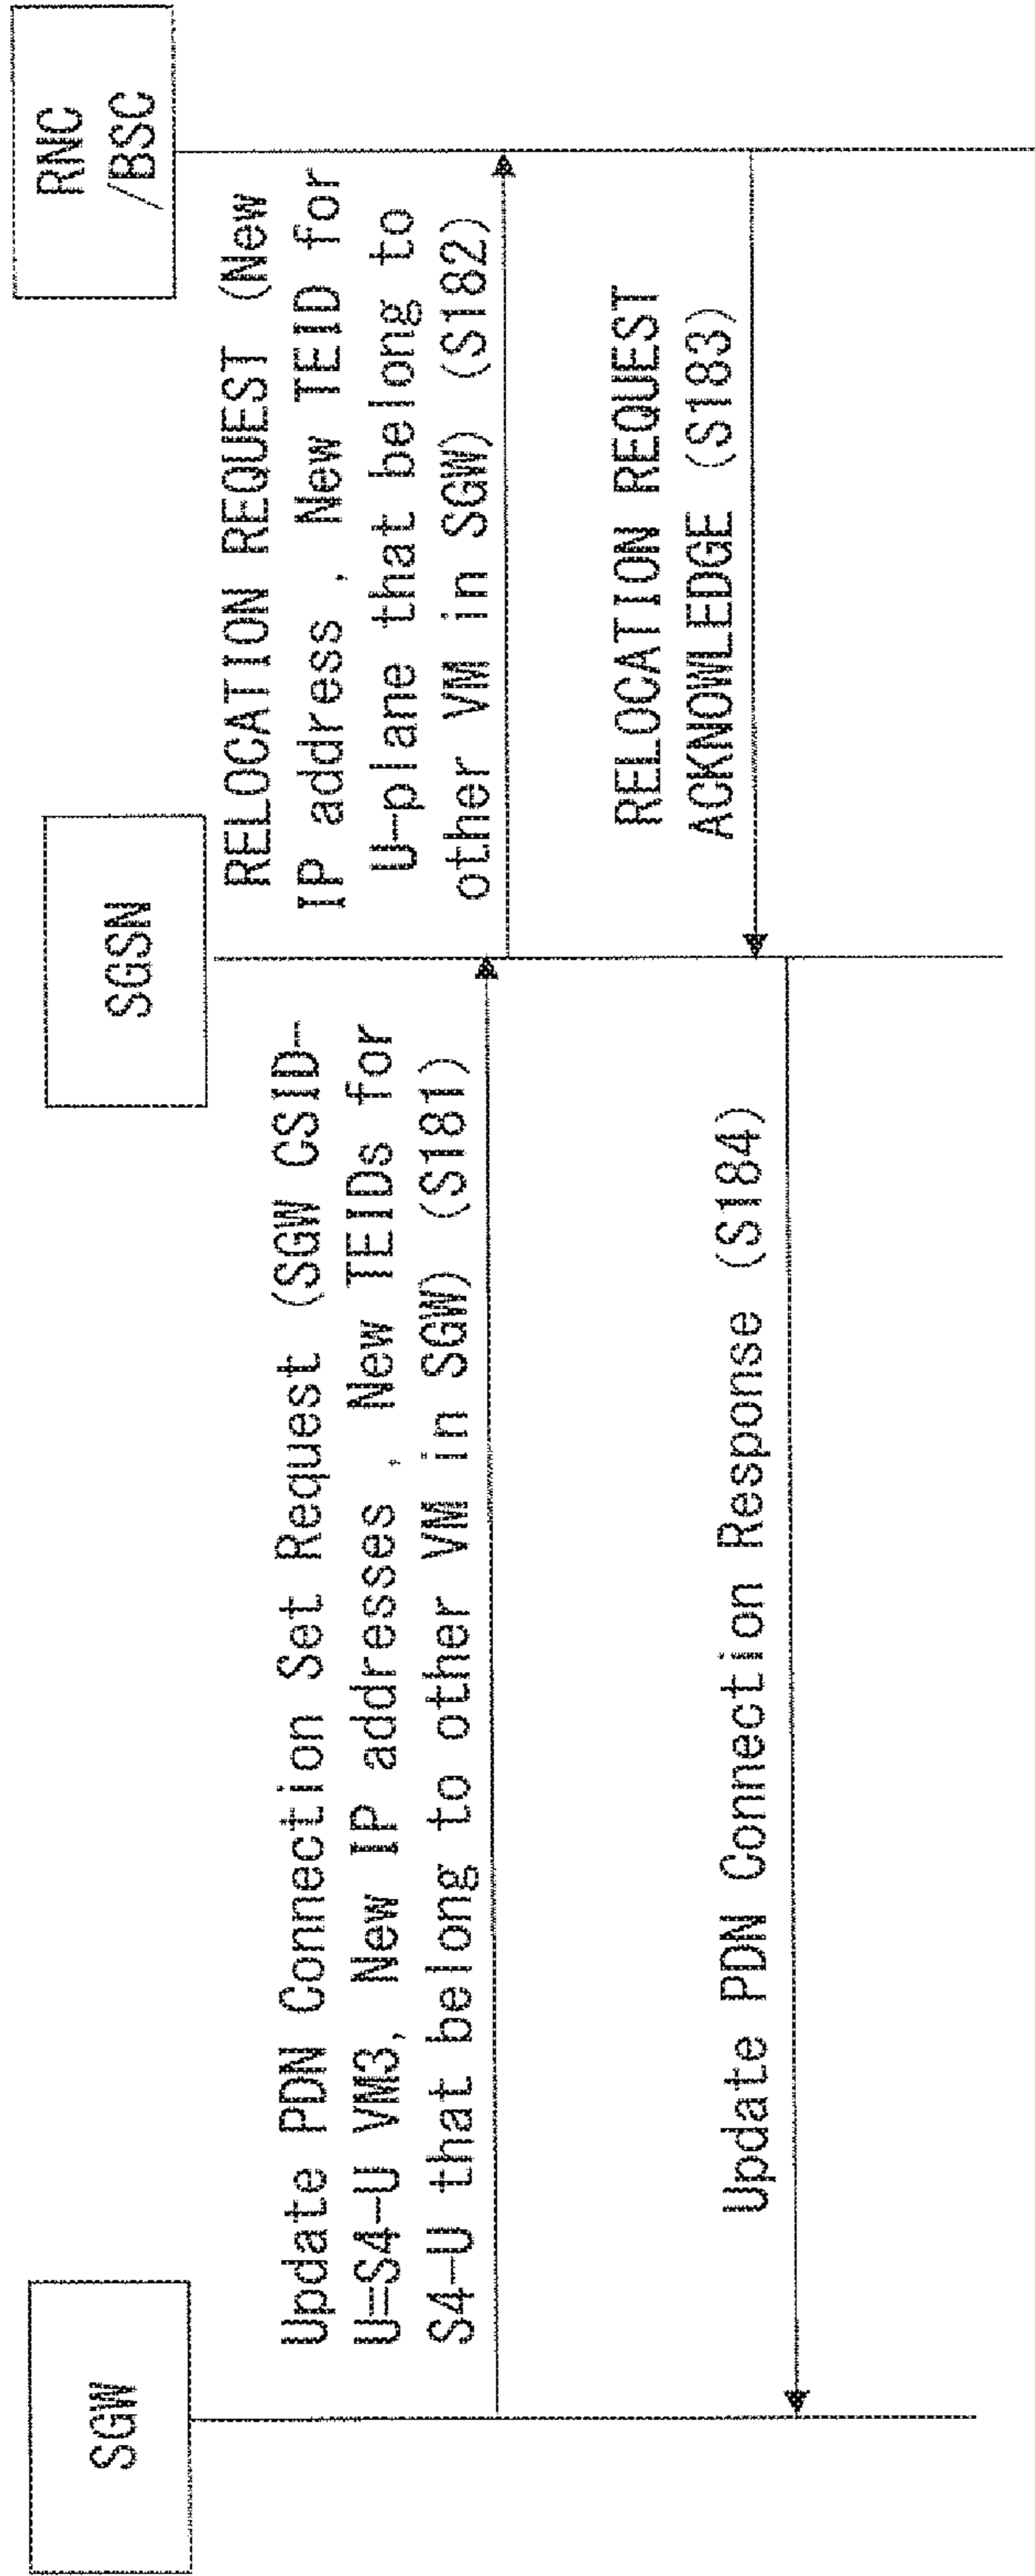 SGW
SGSN
RNC
/BSC
Update PDN Connection Set Request (SGW CSID-
U=S4-U VM3, New IP addresses, New TEIDs for
S4-U that belong to other VM in SGW) (S181)
RELOCATION REQUEST (New
IP address, New TEID for
U-plane that belong to
other VM in SGW) (S182)
RELOCATION REQUEST
ACKNOWLEDGE (S183)
Update PDN Connection Response (S184)